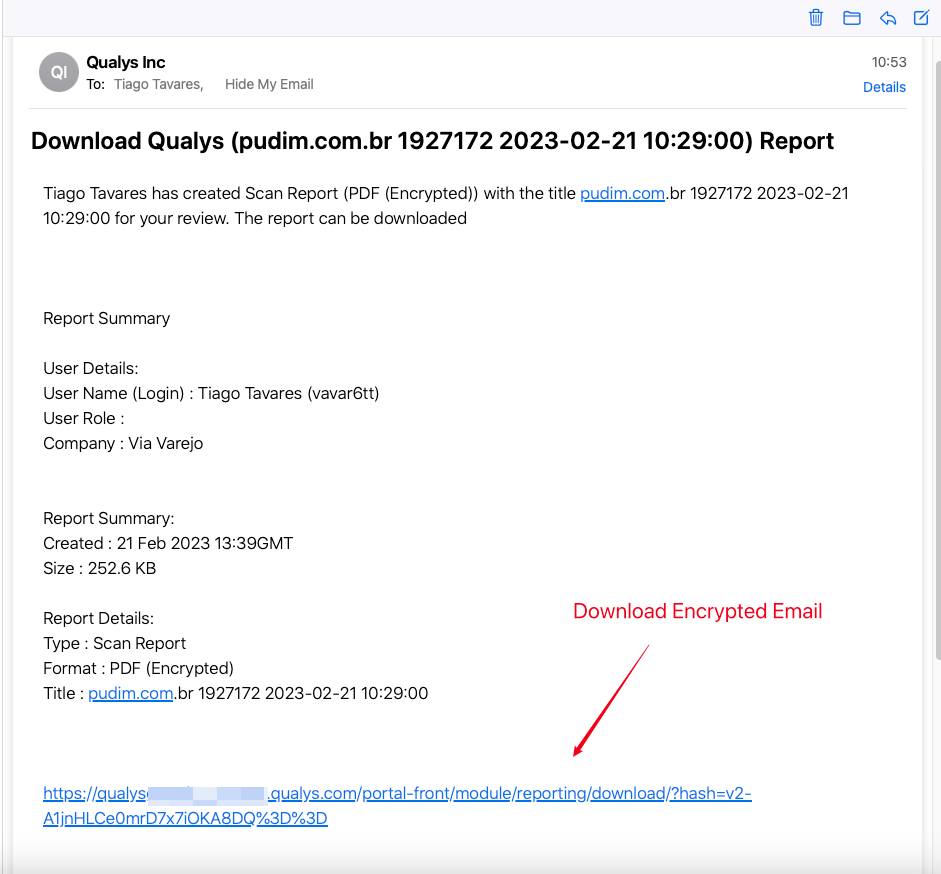 QI
Qualys Inc
10:53
To: Tiago Tavares, Hide My Email
Details
Download Qualys (pudim.com.br 1927172 2023-02-21 10:29:00) Report
Tiago Tavares has created Scan Report (PDF (Encrypted)) with the title pudim.com.br 1927172 2023-02-21
10:29:00 for your review. The report can be downloaded
Report Summary
User Details:
User Name (Login) : Tiago Tavares (vavar6tt)
User Role :
Company : Via Varejo
Report Summary:
Created : 21 Feb 2023 13:39GMT
Size : 252.6 KB
Download Encrypted Email
Report Details:
Type : Scan Report
Format : PDF (Encrypted)
Title : pudim.com.br 1927172 2023-02-21 10:29:00
https://qualys .qualys.com/portal-front/module/reporting/download/?hash=v2-
A1jnHLCe0mrD7x7iOKA8DQ%3D%3D